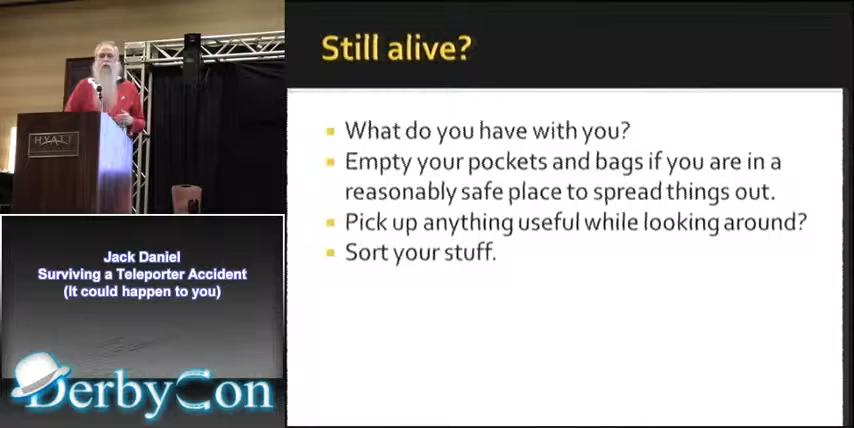 Still alive?
What do you have with you?
Empty your pockets and bags if you are in a
reasonably safe place to spread things out.
Pick up anything useful while looking around?
Sort your stuff.
HYATT
Jack Daniel
Surviving a Teleporter Accident
(It could happen to you)
DerbyCon